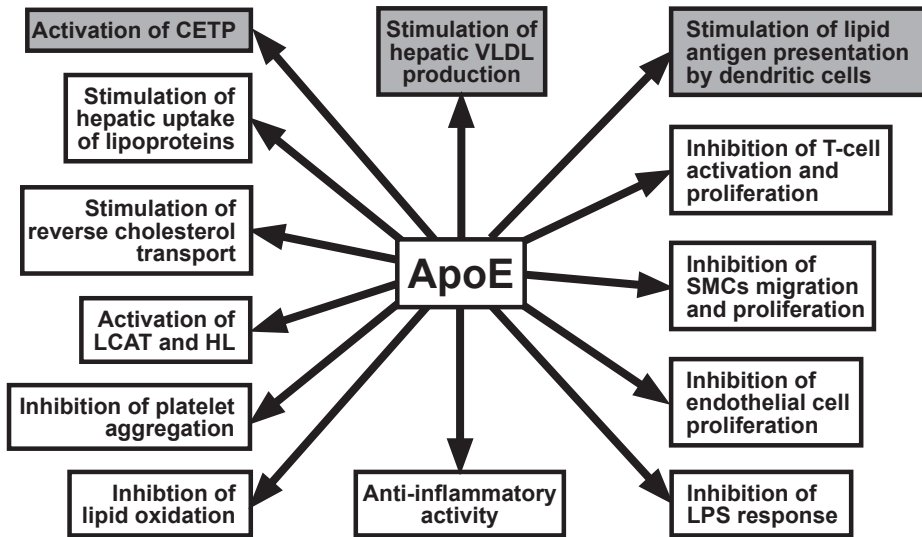 Activation of CETP
Stimulation of
hepatic VLDL
production
Stimulation of lipid
antigen presentation
by dendritic cells
Stimulation of
hepatic uptake
of lipoproteins
Inhibition of T-cell
activation and
proliferation
Stimulation of
reverse cholesterol
transport
ApoE
Inhibition of
SMCs migration
and proliferation
Activation of
LCAT and HL
Inhibition of platelet
aggregation
Inhibition of
endothelial cell
proliferation
Inhibtion of
lipid oxidation
Anti-inflammatory
activity
Inhibition of
LPS response